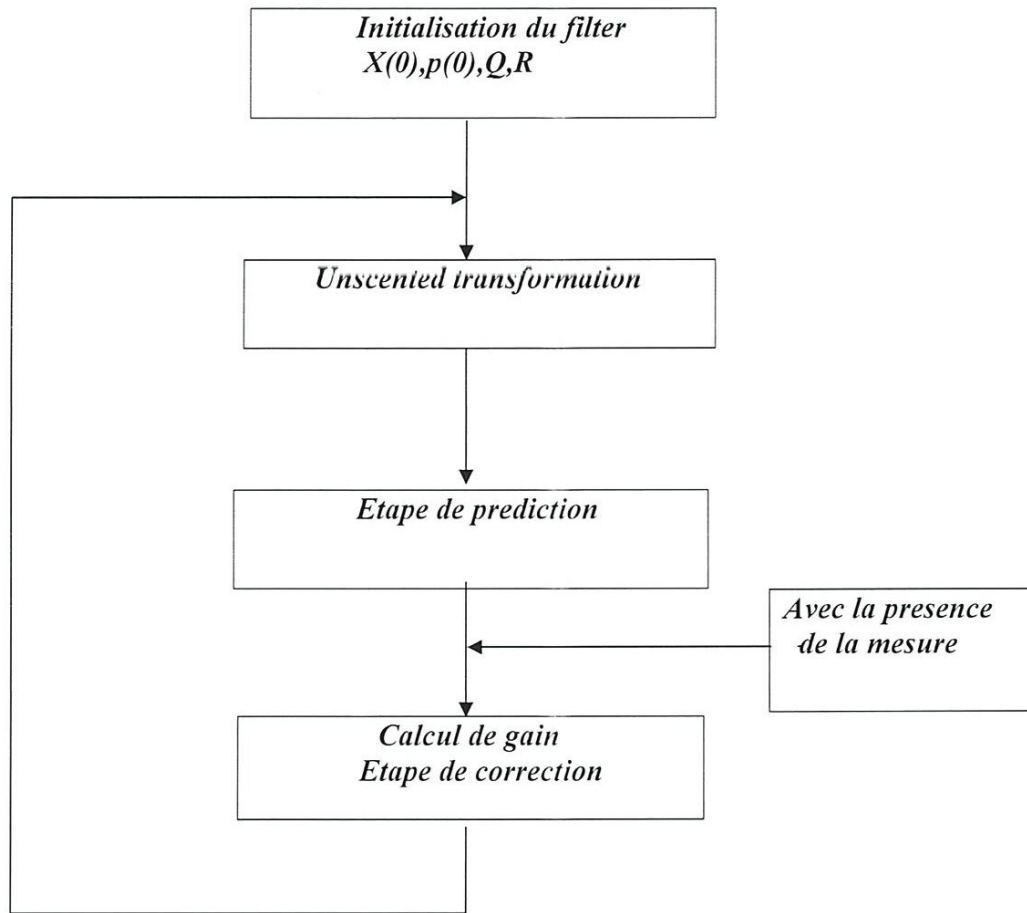 Initialisation du filter
X(0),p(0),Q,R
Unscented transformation
Etape de prediction
Avec la presence
de la mesure
Calcul de gain
Etape de correction